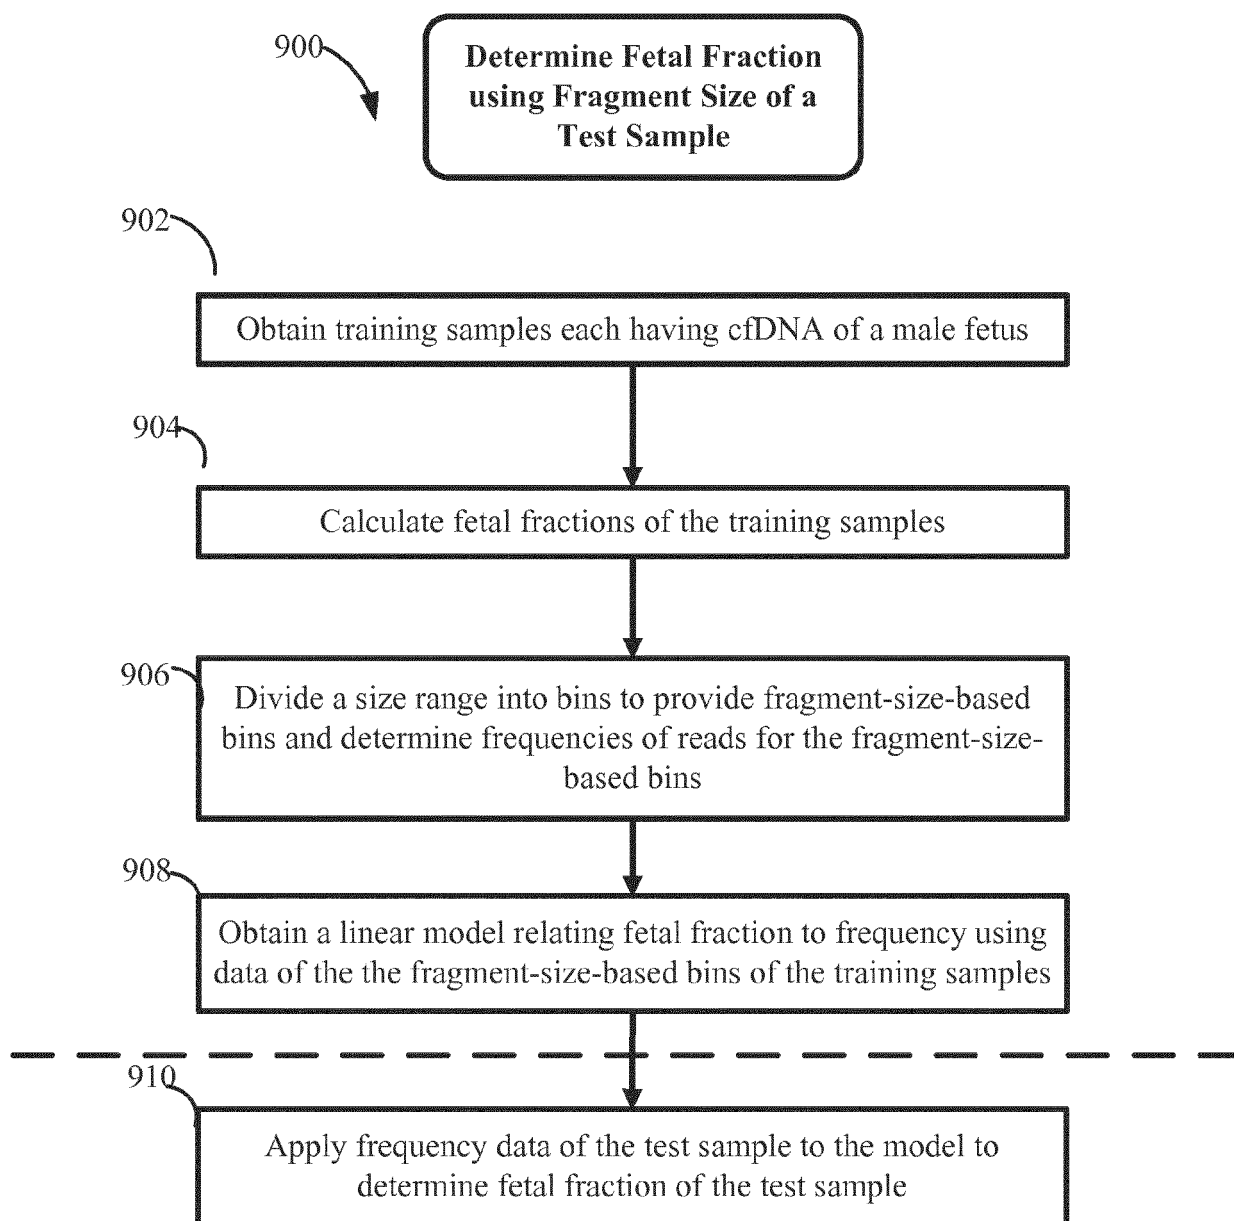 900
Determine Fetal Fraction
using Fragment Size of a
Test Sample
902
Obtain training samples each having cfDNA of a male fetus
904
Calculate fetal fractions of the training samples
906
Divide a size range into bins to provide fragment-size-based
bins and determine frequencies of reads for the fragment-size-
based bins
908
Obtain a linear model relating fetal fraction to frequency using
data of the the fragment-size-based bins of the training samples
910
Apply frequency data of the test sample to the model to
determine fetal fraction of the test sample